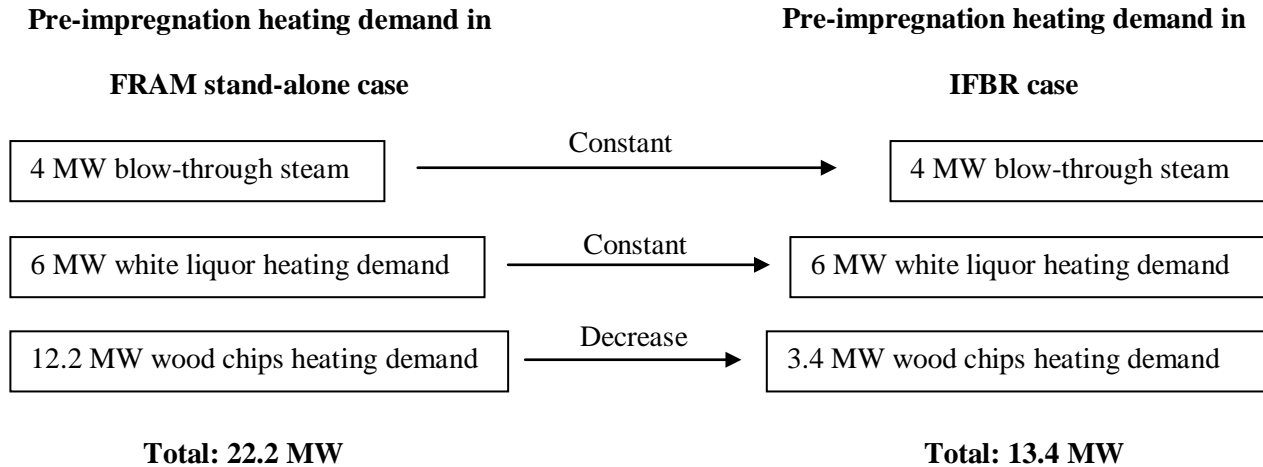 Pre-impregnation heating demand in
FRAM stand-alone case
Pre-impregnation heating demand in
IFBR case
4 MW blow-through steam
Constant
4 MW blow-through steam
6 MW white liquor heating demand
Constant
6 MW white liquor heating demand
12.2 MW wood chips heating demand
Decrease
3.4 MW wood chips heating demand
Total: 22.2 MW
Total: 13.4 MW